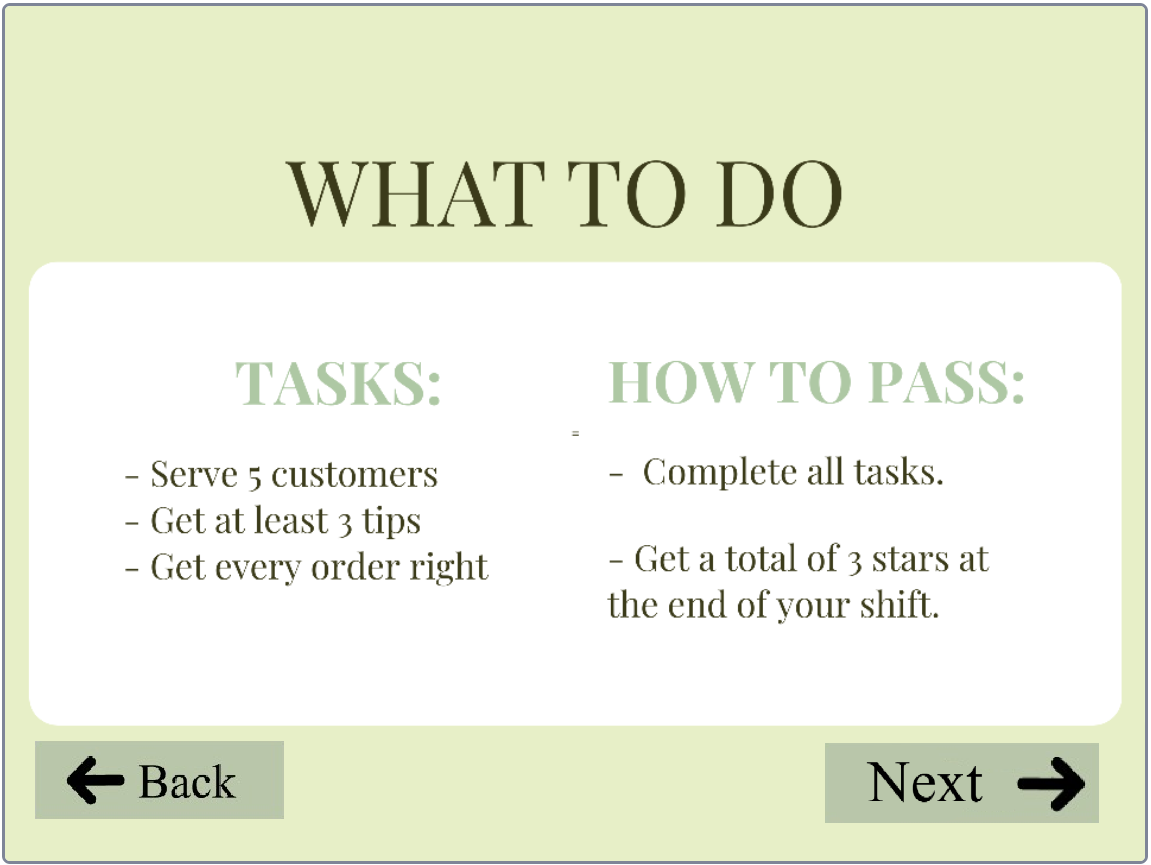 WHAT TO DO
TASKS:
- Serve 5 customers
- Get at least 3 tips
- Get every order right
=
HOW TO PASS:
- Complete all tasks.
- Get a total of 3 stars at
the end of your shift.
Back
Next